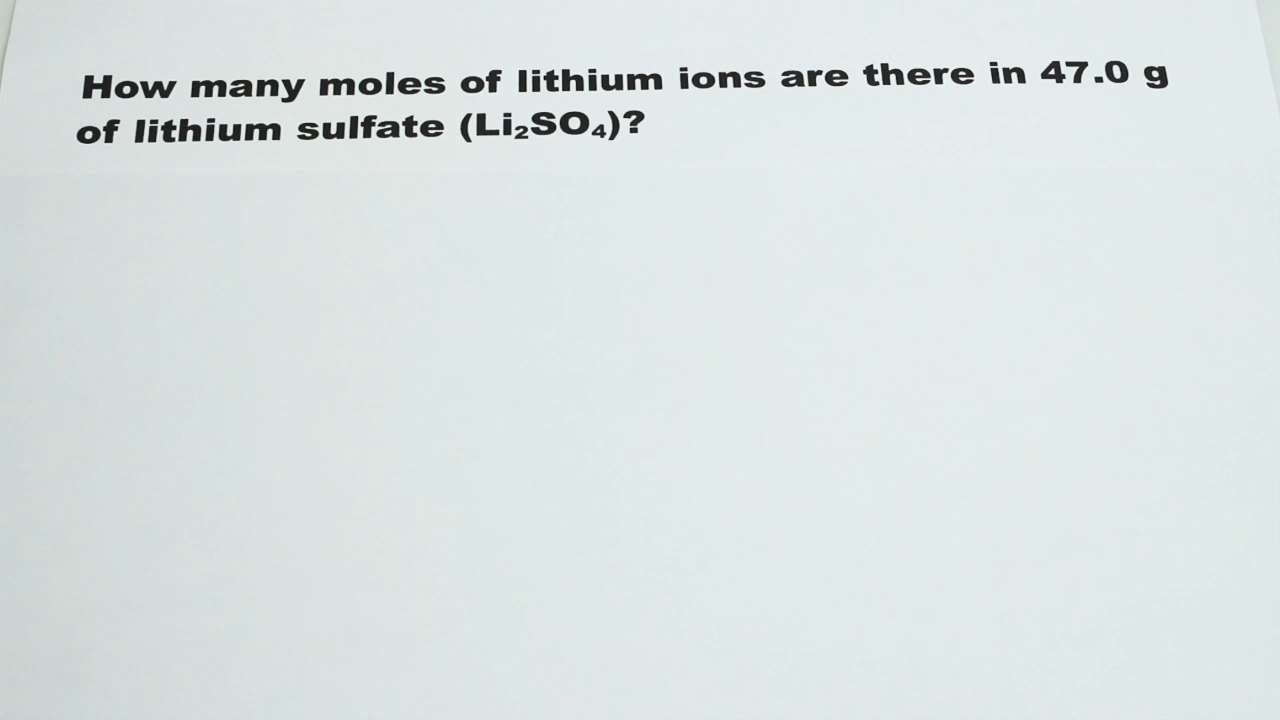 How many moles of lithium ions are there in 47.0 g
of lithium sulfate (Li₂SO₄)?